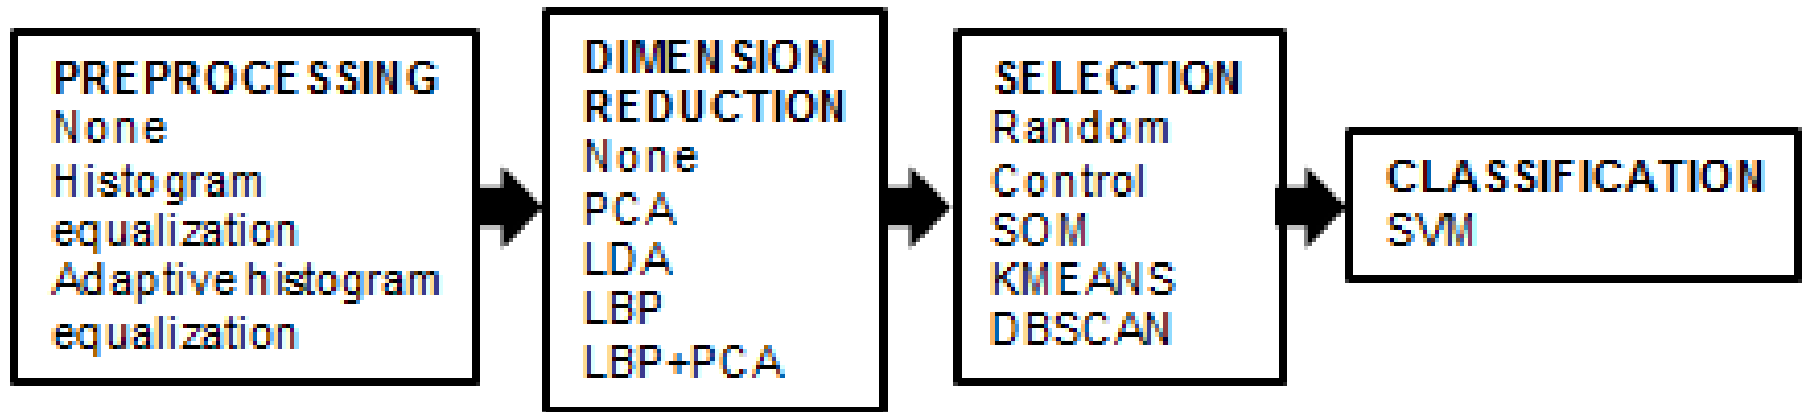 PREPROCESSING
None
Histogram
equalization
Adaptive histogram
equalization
DIMENSION
REDUCTION
None
PCA
LDA
LBP
LBP+PCA
SELECTION
Random
Control
SOM
KMEANS
DBSCAN
CLASSIFICATION
SVM